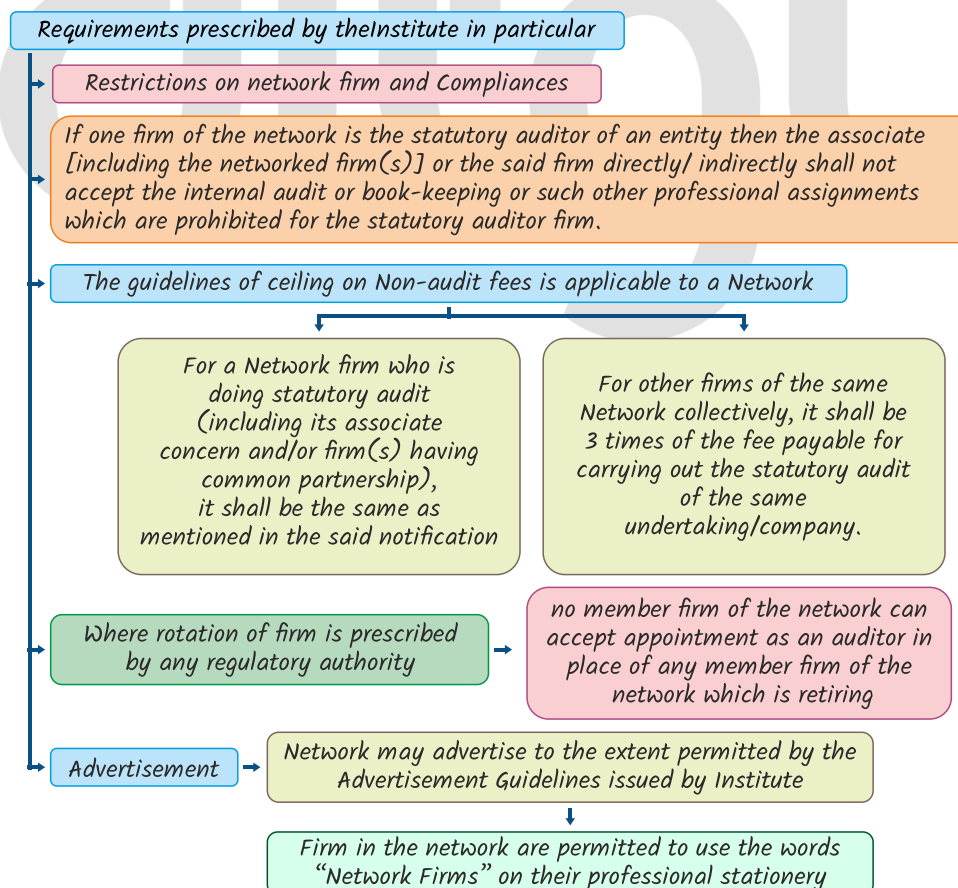 Requirements prescribed by theInstitute in particular
Restrictions on network firm and Compliances
If one firm of the network is the statutory auditor of an entity then the associate
[including the networked firm(s)] or the said firm directly/ indirectly shall not
accept the internal audit or book-keeping or such other professional assignments
which are prohibited for the statutory auditor firm.
The guidelines of ceiling on Non-audit fees is applicable to a Network
For a Network firm who is
doing statutory audit
(including its associate
concern and/or firm(s) having
common partnership),
it shall be the same as
mentioned in the said notification
For other firms of the same
Network collectively, it shall be
3 times of the fee payable for
carrying out the statutory audit
of the same
undertaking/company.
Where rotation of firm is prescribed
by any regulatory authority
no member firm of the network can
accept appointment as an auditor in
place of any member firm of the
network which is retiring
Advertisement
Network may advertise to the extent permitted by the
Advertisement Guidelines issued by Institute
Firm in the network are permitted to use the words
“Network Firms” on their professional stationery